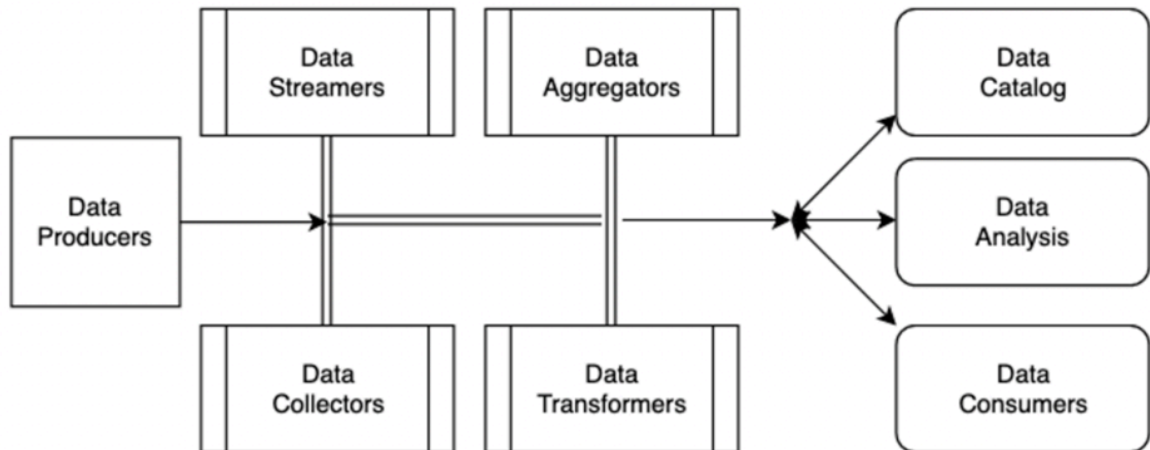 Data
Streamers
Data
Aggregators
Data
Catalog
Data
Producers
Data
Analysis
Data
Collectors
Data
Transformers
Data
Consumers